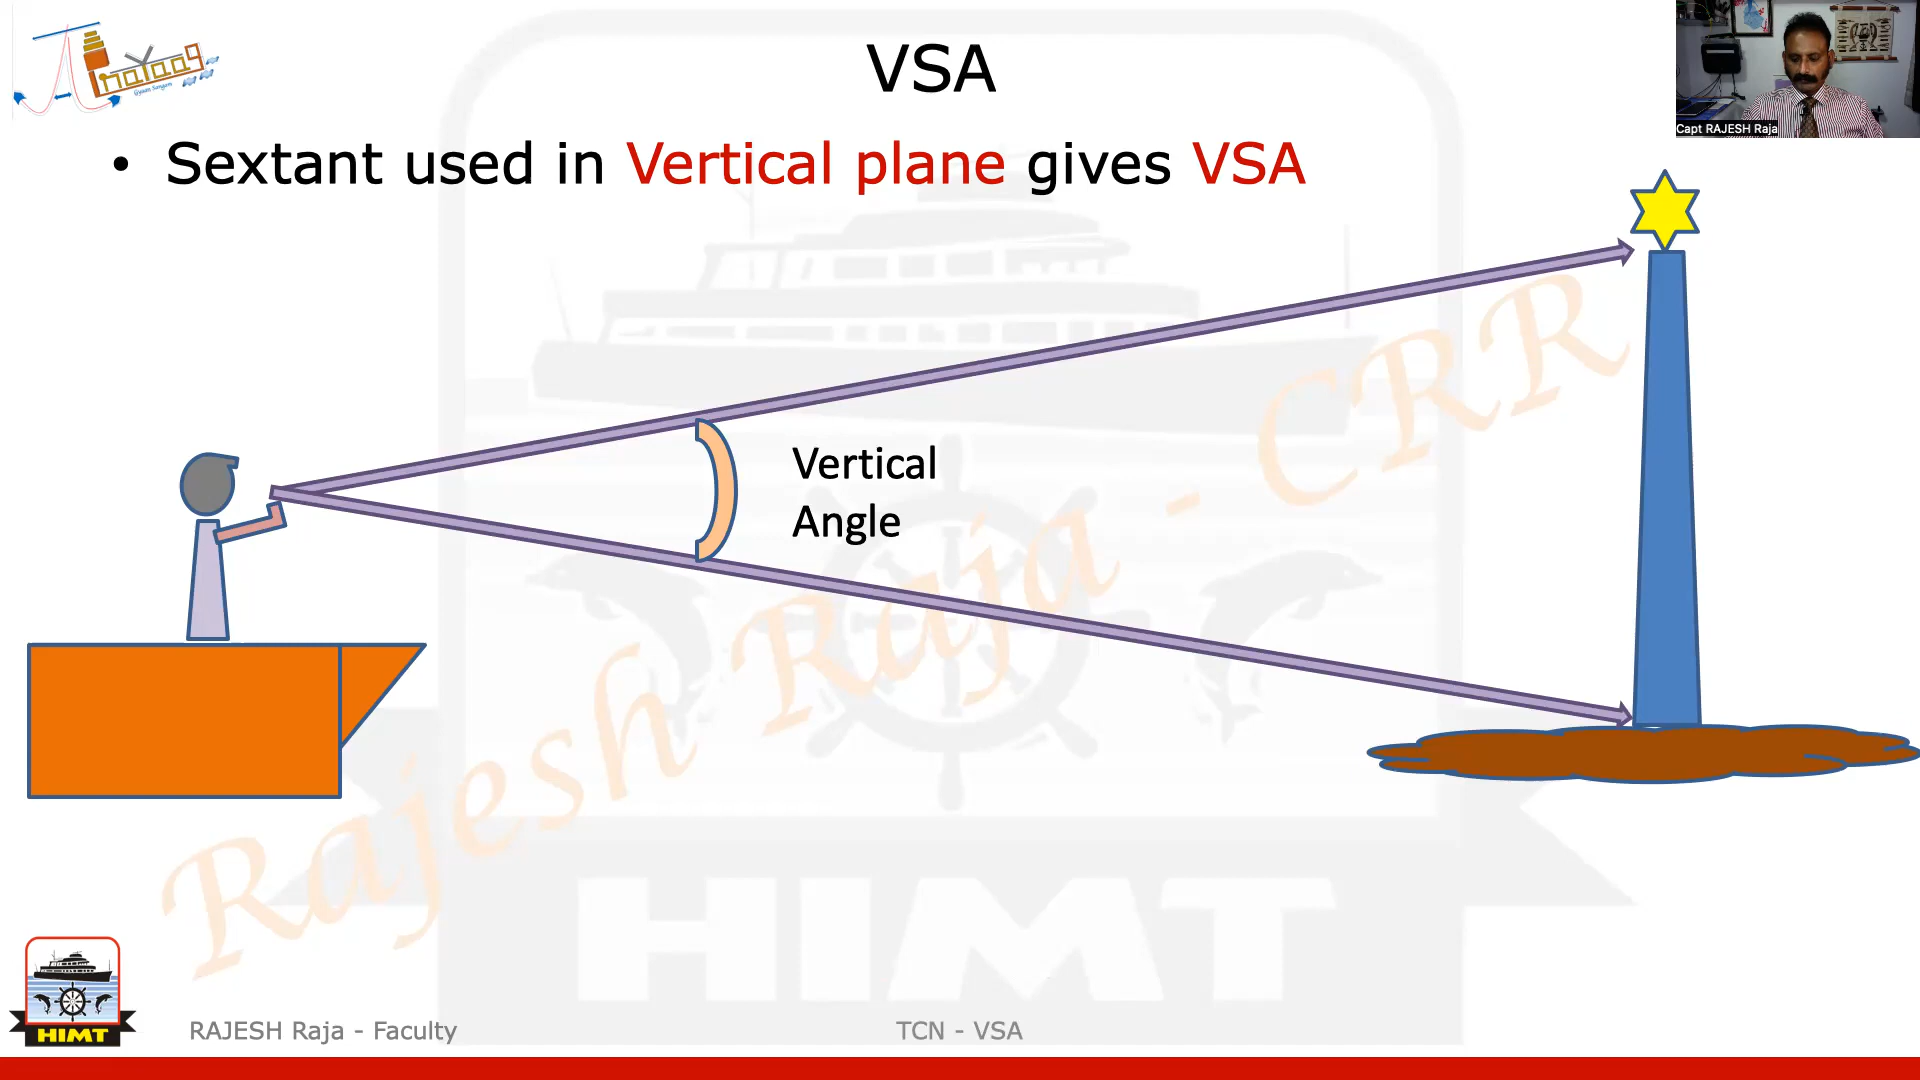 VSA
Capt RAJESH Raja
• Sextant used in Vertical plane gives VSA
Vertical
Angle
Rajesh Raja - CRR
HIMT
HIMT
RAJESH Raja - Faculty
TCN - VSA